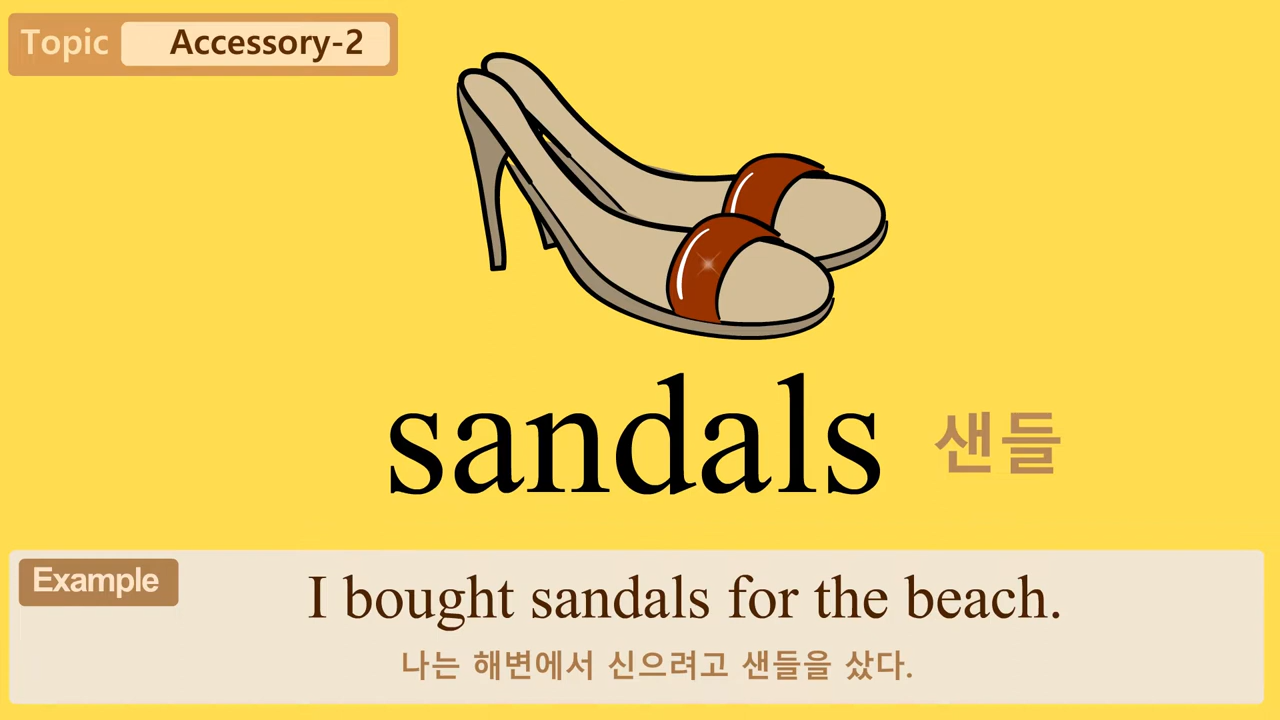 Topic Accessory-2
sandals 샌들
Example
I bought sandals for the beach.
나는 해변에서 신으려고 샌들을 샀다.